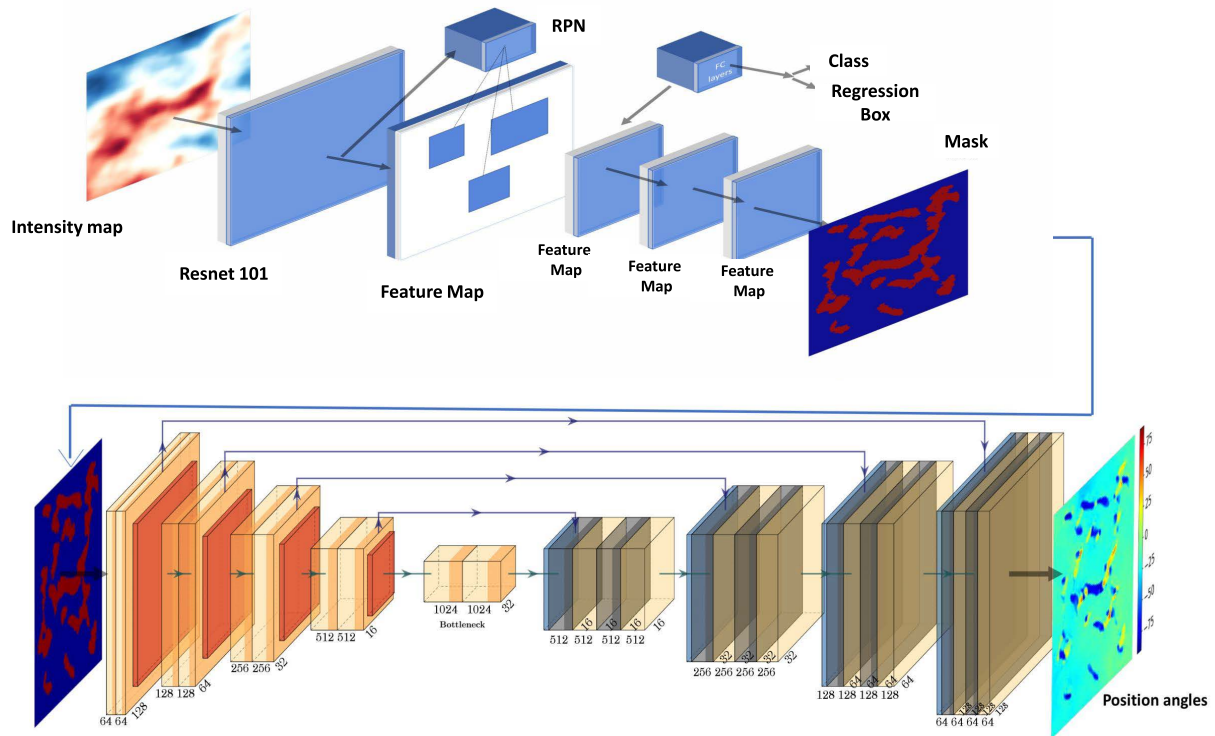 RPN
FC
layers
Class
Regression
Box
Mask
Intensity map
Resnet 101
Feature Map
Feature
Map
Feature
Map
Feature
Map
64 64 128
128 128 64
256 256 32
512 512 16
1024 1024 32
Bottleneck
512 512 16 512 16 512 16
256 256 32 256 32 256 32
128 128 64 128 64 128 64
64 64 128 64 128 64 128
75
50
25
0
-25
-50
-75
Position angles